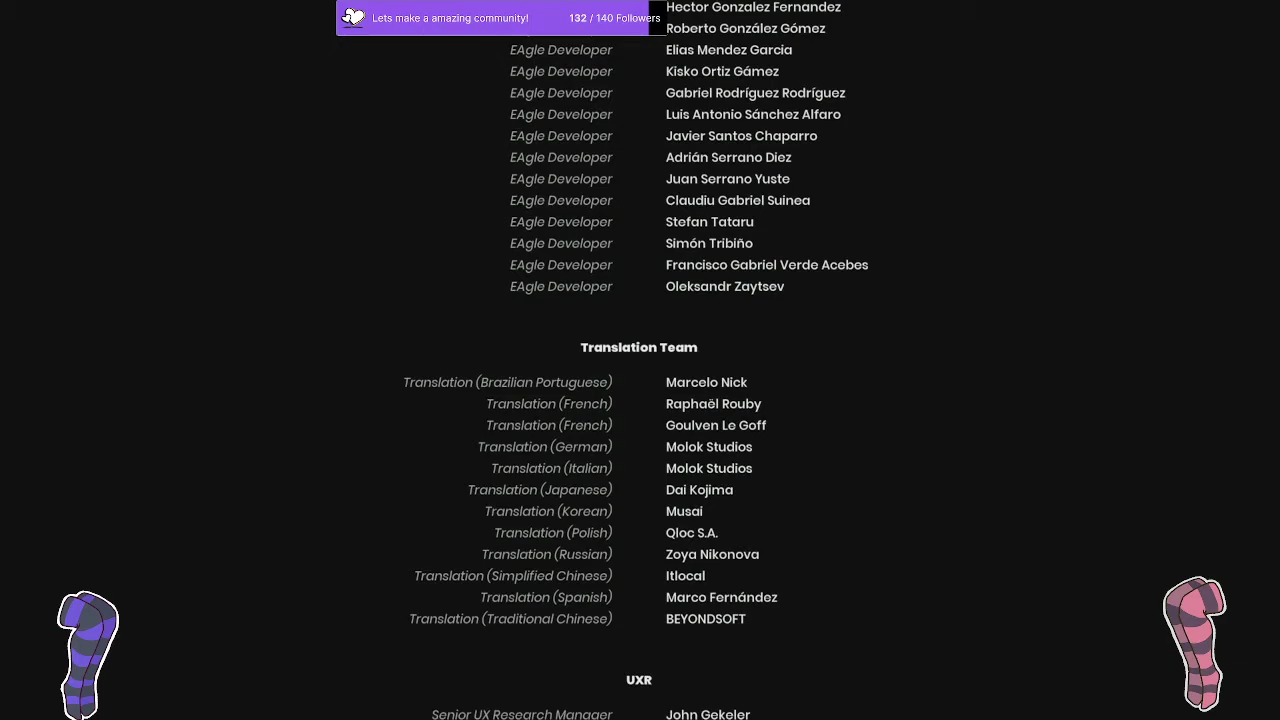 Lets make a amazing community! 132 / 140 Followers
Hector Gonzalez Fernandez
Roberto González Gómez
EAgle Developer Elias Mendez Garcia
EAgle Developer Kisko Ortiz Gámez
EAgle Developer Gabriel Rodríguez Rodríguez
EAgle Developer Luis Antonio Sánchez Alfaro
EAgle Developer Javier Santos Chaparro
EAgle Developer Adrián Serrano Diez
EAgle Developer Juan Serrano Yuste
EAgle Developer Claudiu Gabriel Suinea
EAgle Developer Stefan Tataru
EAgle Developer Simón Tribiño
EAgle Developer Francisco Gabriel Verde Acebes
EAgle Developer Oleksandr Zaytsev
Translation Team
Translation (Brazilian Portuguese) Marcelo Nick
Translation (French) Raphaël Rouby
Translation (French) Goulven Le Goff
Translation (German) Molok Studios
Translation (Italian) Molok Studios
Translation (Japanese) Dai Kojima
Translation (Korean) Musai
Translation (Polish) Qloc S.A.
Translation (Russian) Zoya Nikonova
Translation (Simplified Chinese) Itlocal
Translation (Spanish) Marco Fernández
Translation (Traditional Chinese) BEYONDSOFT
UXR
Senior UX Research Manager John Gekeler